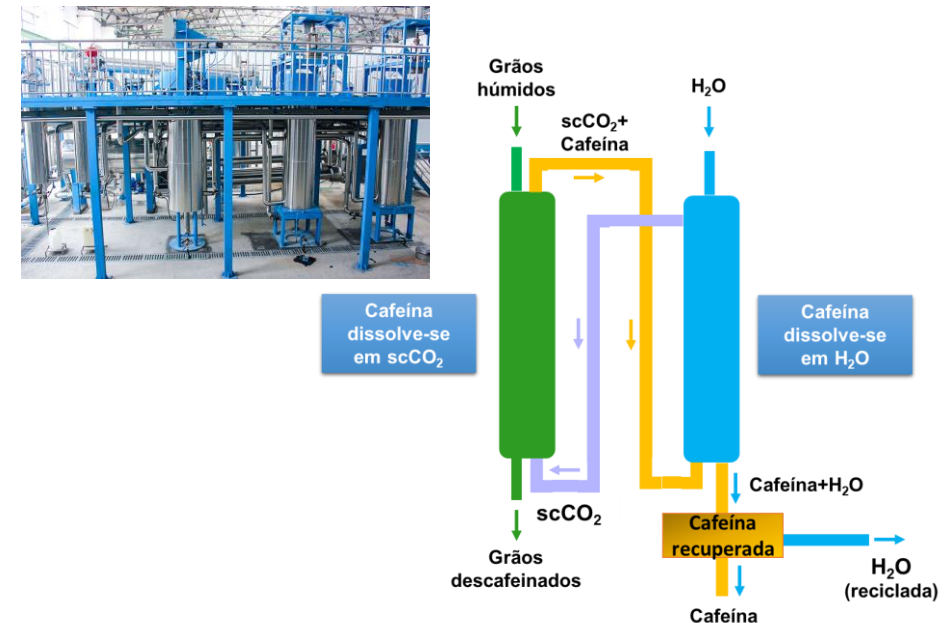 Grãos
húmidos
H₂O
scCO₂+
Cafeína
Cafeína
dissolve-se
em scCO₂
Cafeína
dissolve-se
em H₂O
scCO₂
Cafeína+H₂O
Cafeína
recuperada
Grãos
descafeinados
H₂O
(reciclada)
Cafeína